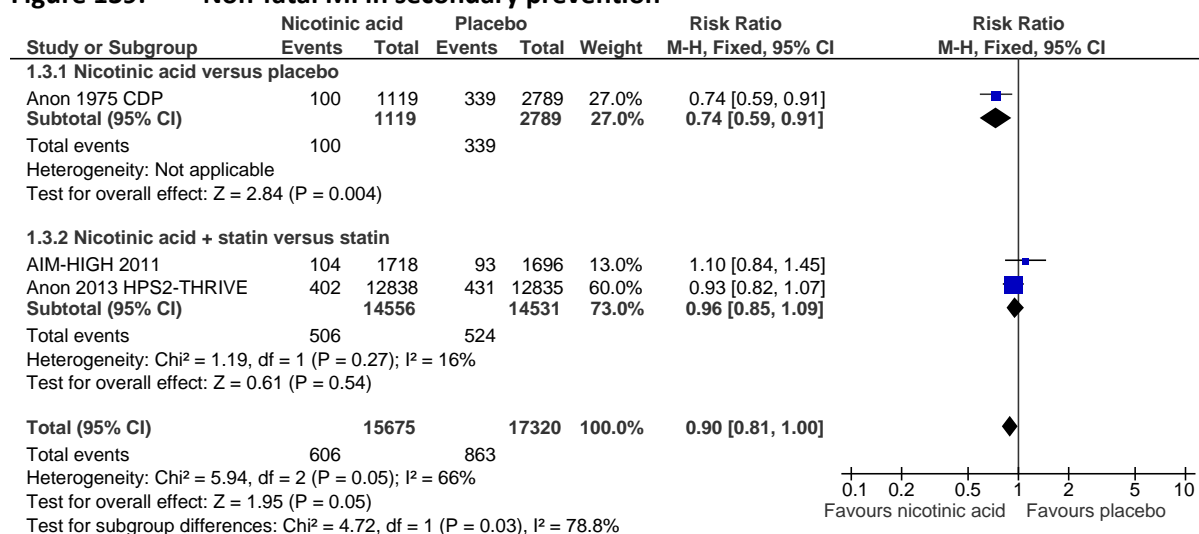 Figure 139: Non-fatal MI in secondary prevention
Nicotinic acid Placebo Risk Ratio Risk Ratio
Study or Subgroup Events Total Events Total Weight M-H, Fixed, 95% CI M-H, Fixed, 95% CI
1.3.1 Nicotinic acid versus placebo
Anon 1975 CDP 100 1119 339 2789 27.0% 0.74 [0.59, 0.91]
Subtotal (95% CI) 1119 2789 27.0% 0.74 [0.59, 0.91]
Total events 100 339
Heterogeneity: Not applicable
Test for overall effect: Z = 2.84 (P = 0.004)
1.3.2 Nicotinic acid + statin versus statin
AIM-HIGH 2011 104 1718 93 1696 13.0% 1.10 [0.84, 1.45]
Anon 2013 HPS2-THRIVE 402 12838 431 12835 60.0% 0.93 [0.82, 1.07]
Subtotal (95% CI) 14556 14531 73.0% 0.96 [0.85, 1.09]
Total events 506 524
Heterogeneity: Chi² = 1.19, df = 1 (P = 0.27); I² = 16%
Test for overall effect: Z = 0.61 (P = 0.54)
Total (95% CI) 15675 17320 100.0% 0.90 [0.81, 1.00]
Total events 606 863
Heterogeneity: Chi² = 5.94, df = 2 (P = 0.05); I² = 66%
Test for overall effect: Z = 1.95 (P = 0.05)
Test for subgroup differences: Chi² = 4.72, df = 1 (P = 0.03), I² = 78.8%
0.1 0.2 0.5 1 2 5 10
Favours nicotinic acid Favours placebo